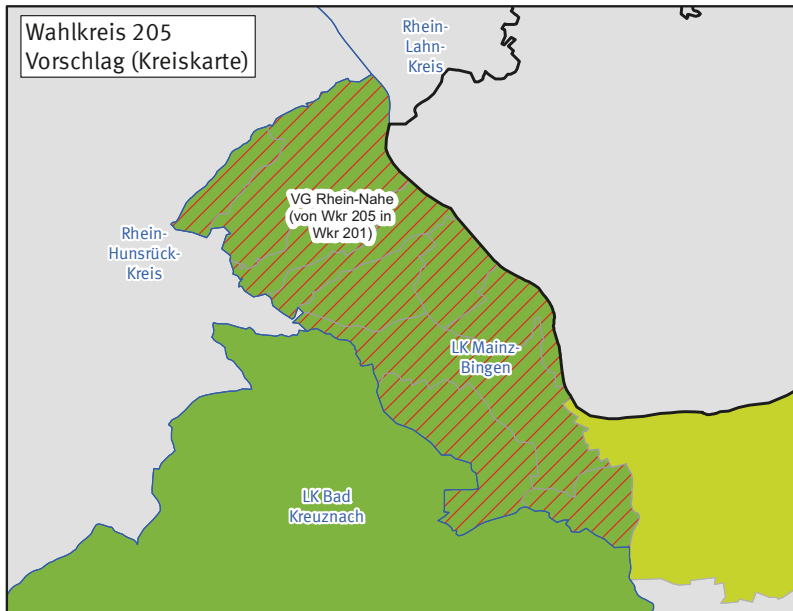 Wahlkreis 205
Vorschlag (Kreiskarte)
Rhein-
Lahn-
Kreis
VG Rhein-Nahe
(von Wkr 205 in
Wkr 201)
Rhein-
Hunsrück-
Kreis
LK Mainz-
Bingen
LK Bad
Kreuznach